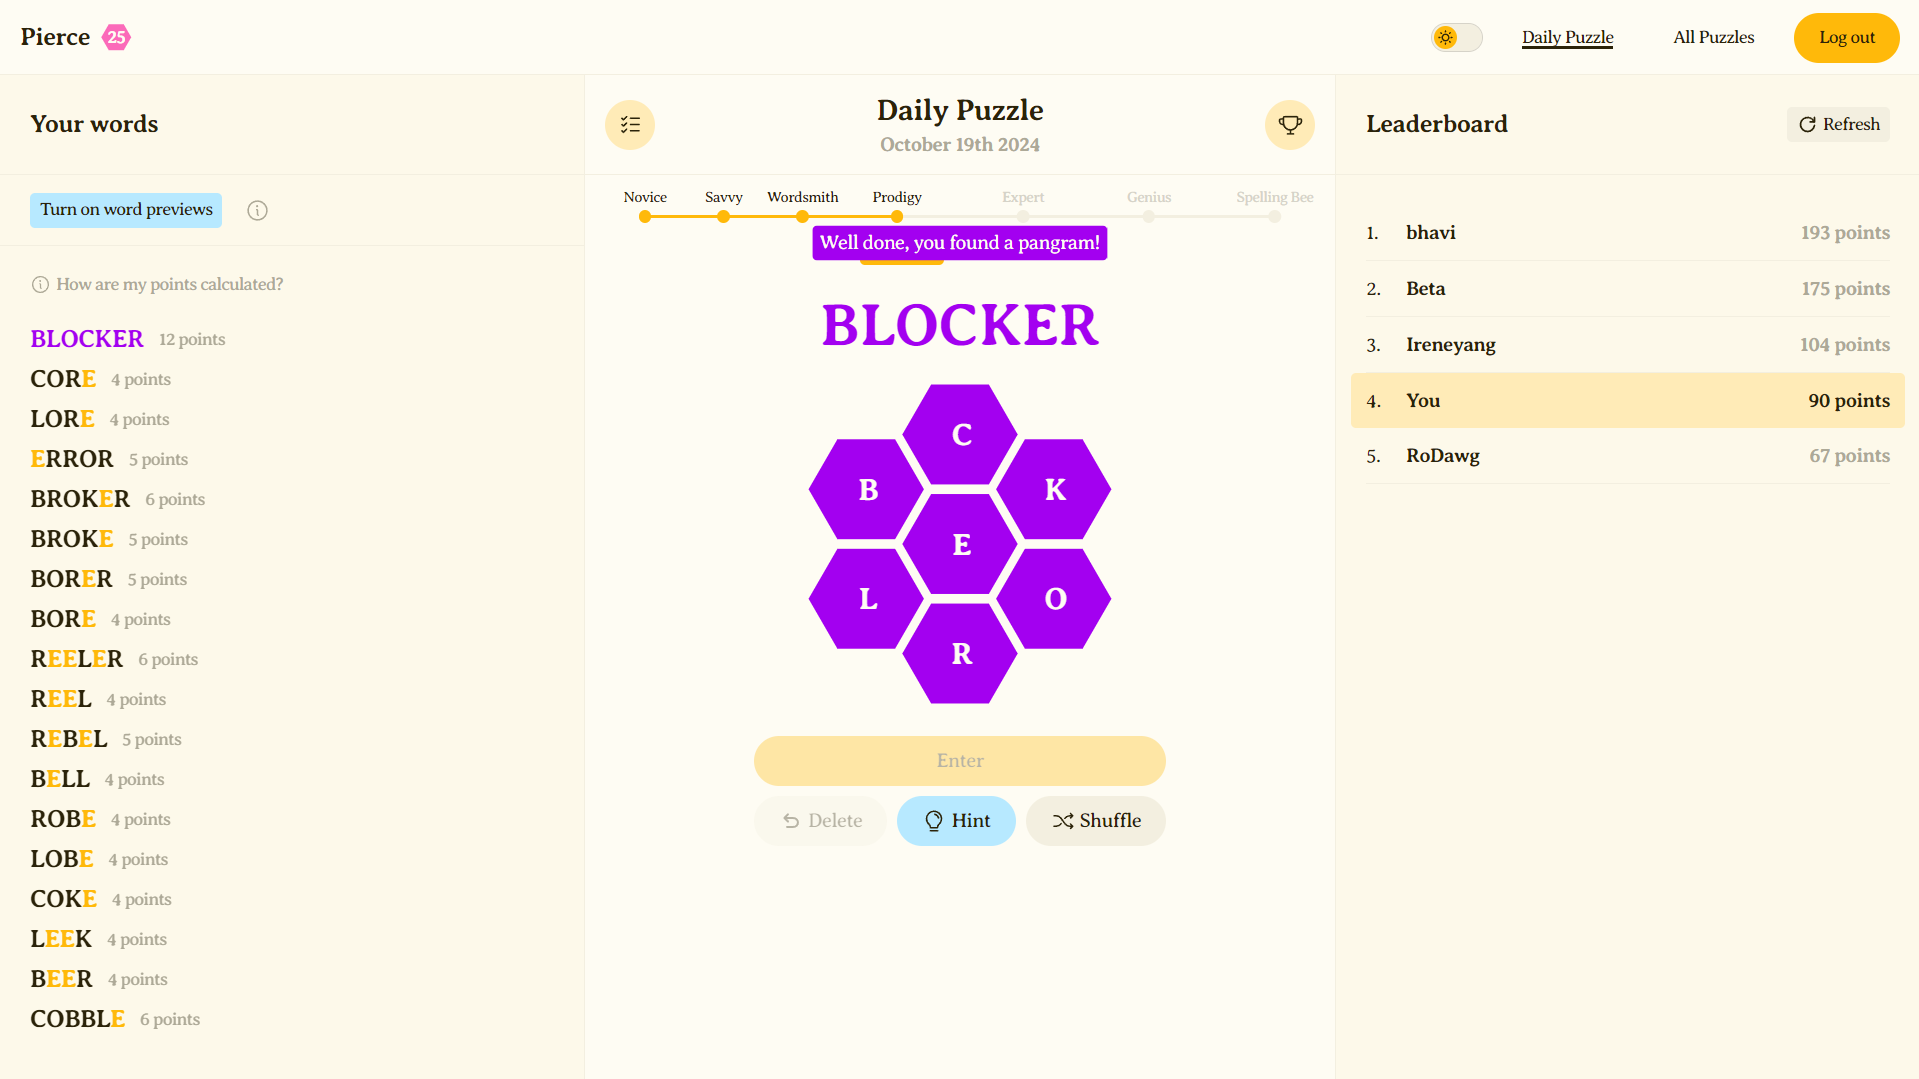 Pierce 25
Daily Puzzle
All Puzzles
Log out
Your words
Turn on word previews
How are my points calculated?
BLOCKER 12 points
CORE 4 points
LORE 4 points
ERROR 5 points
BROKER 6 points
BROKE 5 points
BORER 5 points
BORE 4 points
REELER 6 points
REEL 4 points
REBEL 5 points
BELL 4 points
ROBE 4 points
LOBE 4 points
COKE 4 points
LEEK 4 points
BEER 4 points
COBBLE 6 points
Daily Puzzle
October 19th 2024
Novice Savvy Wordsmith Prodigy Expert Genius Spelling Bee
Well done, you found a pangram!
BLOCKER
C
B K
E
L O
R
Enter
Delete Hint Shuffle
Leaderboard
Refresh
1. bhavi 193 points
2. Beta 175 points
3. Ireneyang 104 points
4. You 90 points
5. RoDawg 67 points